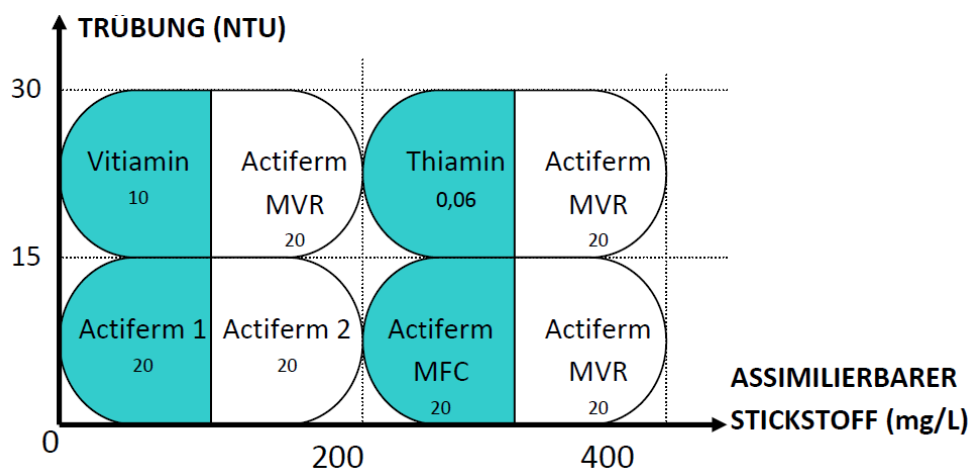 TRÜBUNG (NTU)
30
Vitiamin
10
Actiferm
MVR
20
Thiamin
0,06
Actiferm
MVR
20
15
Actiferm 1
20
Actiferm 2
20
Actiferm
MFC
20
Actiferm
MVR
20
ASSIMILIERBARER
STICKSTOFF (mg/L)
0
200
400